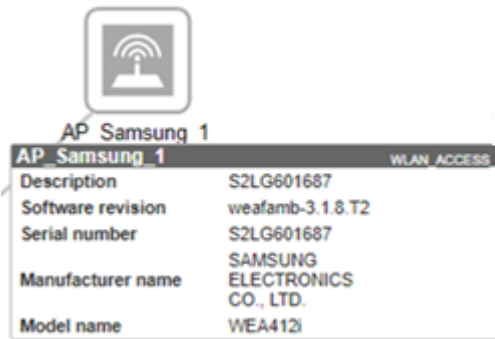 AP_Samsung_1
AP_Samsung_1 WLAN_ACCESS
Description S2LG601687
Software revision weafamb-3.1.8.T2
Serial number S2LG601687
Manufacturer name SAMSUNG
ELECTRONICS
CO., LTD.
Model name WEA412i